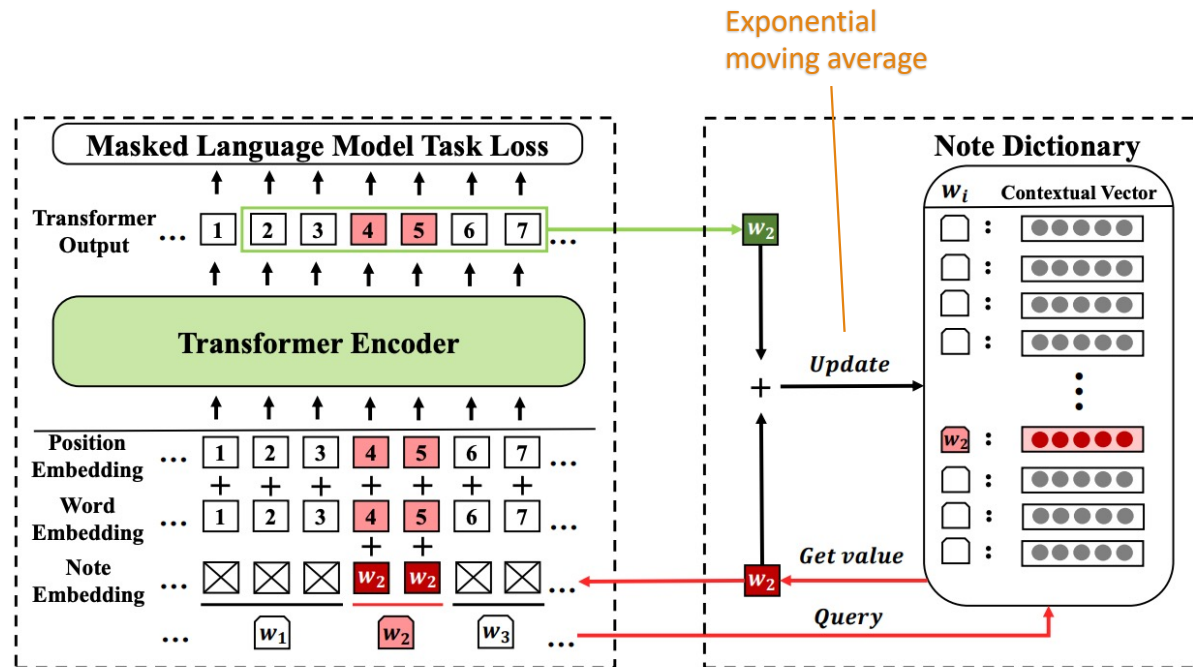 Exponential
moving average
Masked Language Model Task Loss
Transformer
Output
... 1 2 3 4 5 6 7 ...
Transformer Encoder
Position
Embedding
... 1 2 3 4 5 6 7 ...
+ + + + + + +
Word
Embedding
... 1 2 3 4 5 6 7 ...
+ +
Note
Embedding
... w₂ w₂ ...
... w₁ w₂ w₃ ...
w₂
+
Update
w₂
Get value
Query
Note Dictionary
wᵢ Contextual Vector
:
:
:
:
⋮
w₂ :
:
:
: